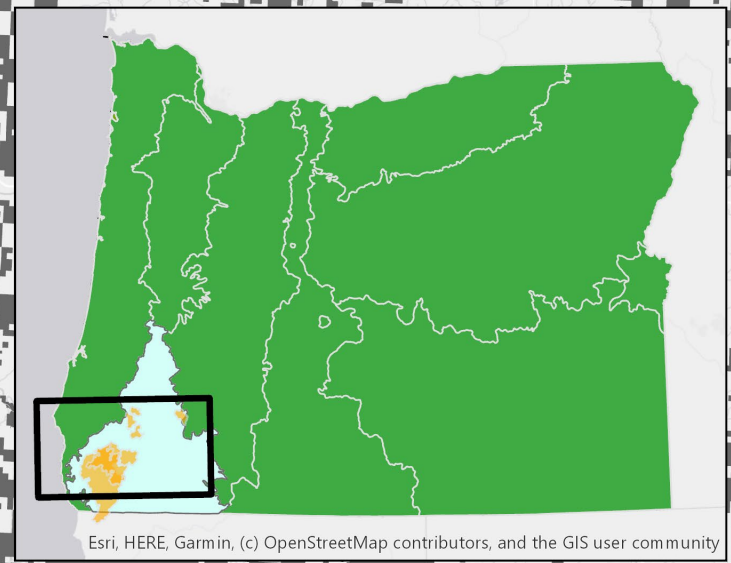 Esri, HERE, Garmin, (c) OpenStreetMap contributors, and the GIS user community